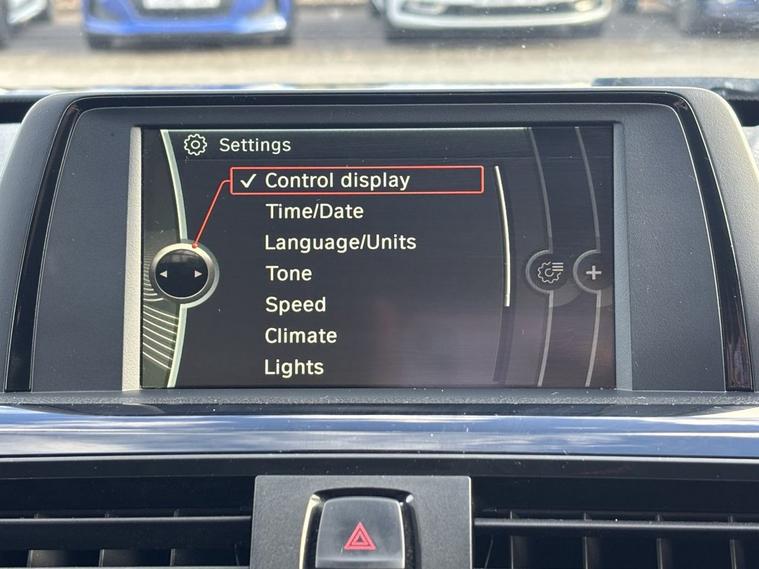 Settings
✓ Control display
Time/Date
Language/Units
Tone
Speed
Climate
Lights